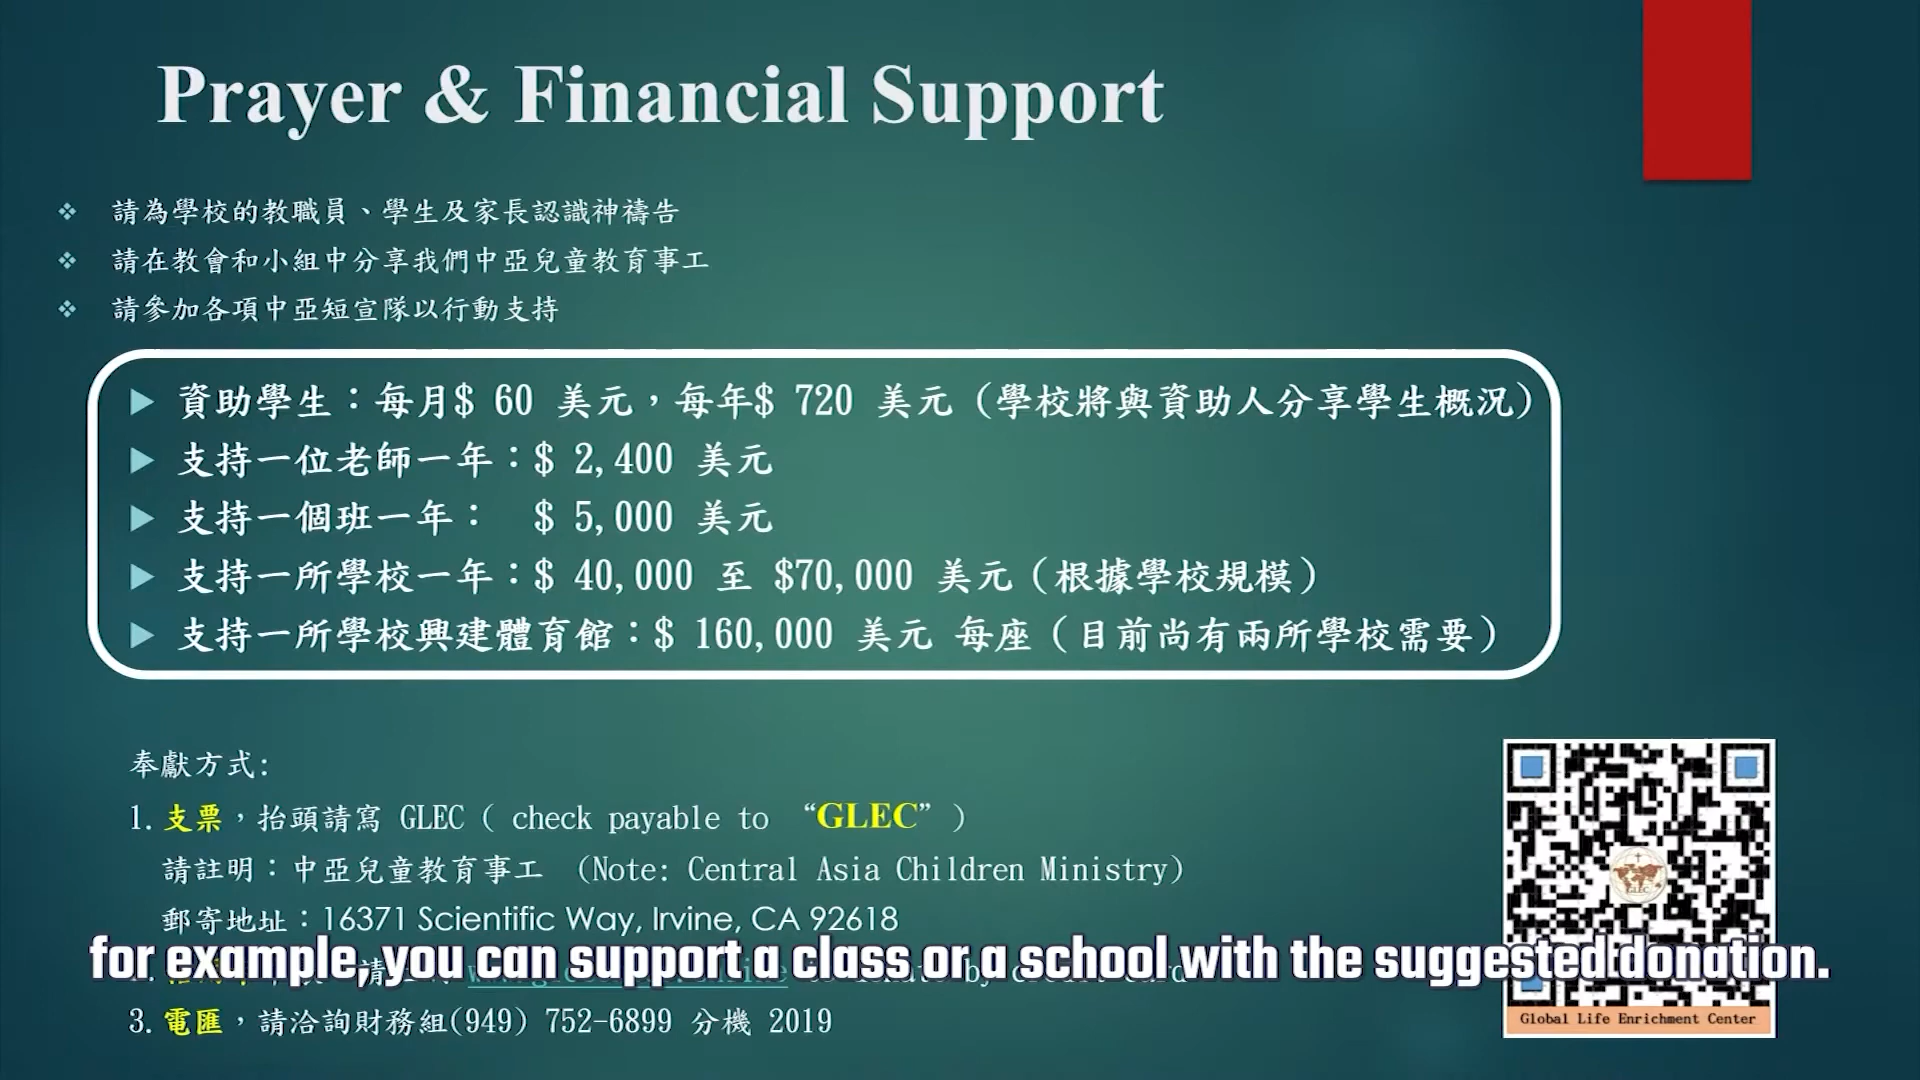 Prayer & Financial Support
請為學校的教職員、學生及家長認識神禱告
請在教會和小組中分享我們中亞兒童教育事工
請參加各項中亞短宣隊以行動支持
資助學生：每月$ 60 美元，每年$ 720 美元（學校將與資助人分享學生概況）
支持一位老師一年：$ 2,400 美元
支持一個班一年： $ 5,000 美元
支持一所學校一年：$ 40,000 至 $70,000 美元（根據學校規模）
支持一所學校興建體育館：$ 160,000 美元 每座（目前尚有兩所學校需要）
奉獻方式:
1. 支票，抬頭請寫 GLEC ( check payable to “GLEC” )
請註明：中亞兒童教育事工 (Note: Central Asia Children Ministry)
郵寄地址：16371 Scientific Way, Irvine, CA 92618
for example, you can support a class or a school with the suggested donation.
3. 電匯，請洽詢財務組(949) 752-6899 分機 2019
GLEC
Global Life Enrichment Center